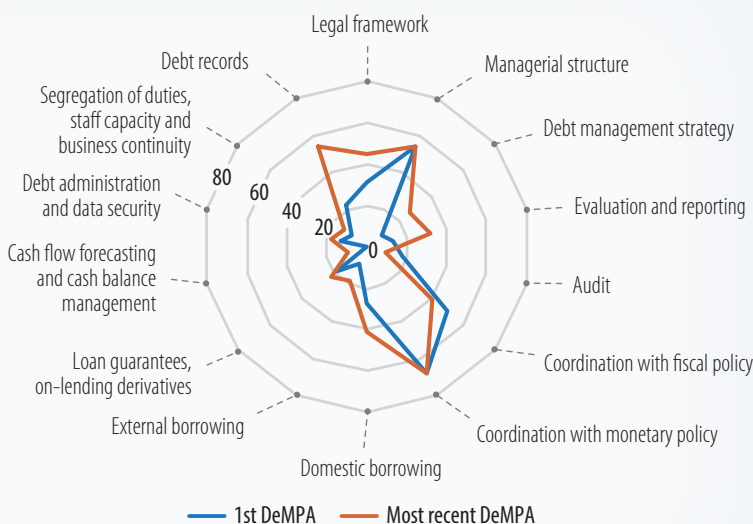 Legal framework
Managerial structure
Debt management strategy
Evaluation and reporting
Audit
Coordination with fiscal policy
Coordination with monetary policy
Domestic borrowing
External borrowing
Loan guarantees,
on-lending derivatives
Cash flow forecasting
and cash balance
management
Debt administration
and data security
Segregation of duties,
staff capacity and
business continuity
Debt records
80
60
40
20
0
1st DeMPA
Most recent DeMPA